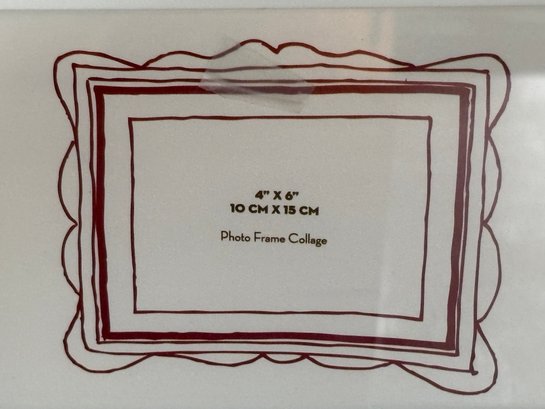 4" X 6"
10 CM X 15 CM
Photo Frame Collage